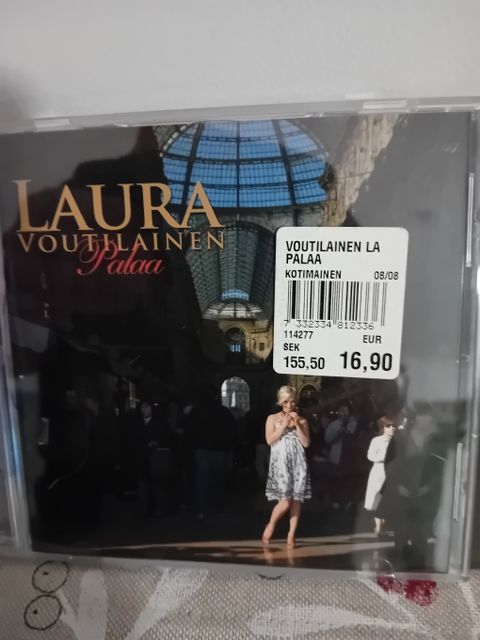 LAURA
VOUTILAINEN
Palaa
VOUTILAINEN LA
PALAA
KOTIMAINEN 08/08
7 332334 812336
114277 EUR
SEK
155,50 16,90